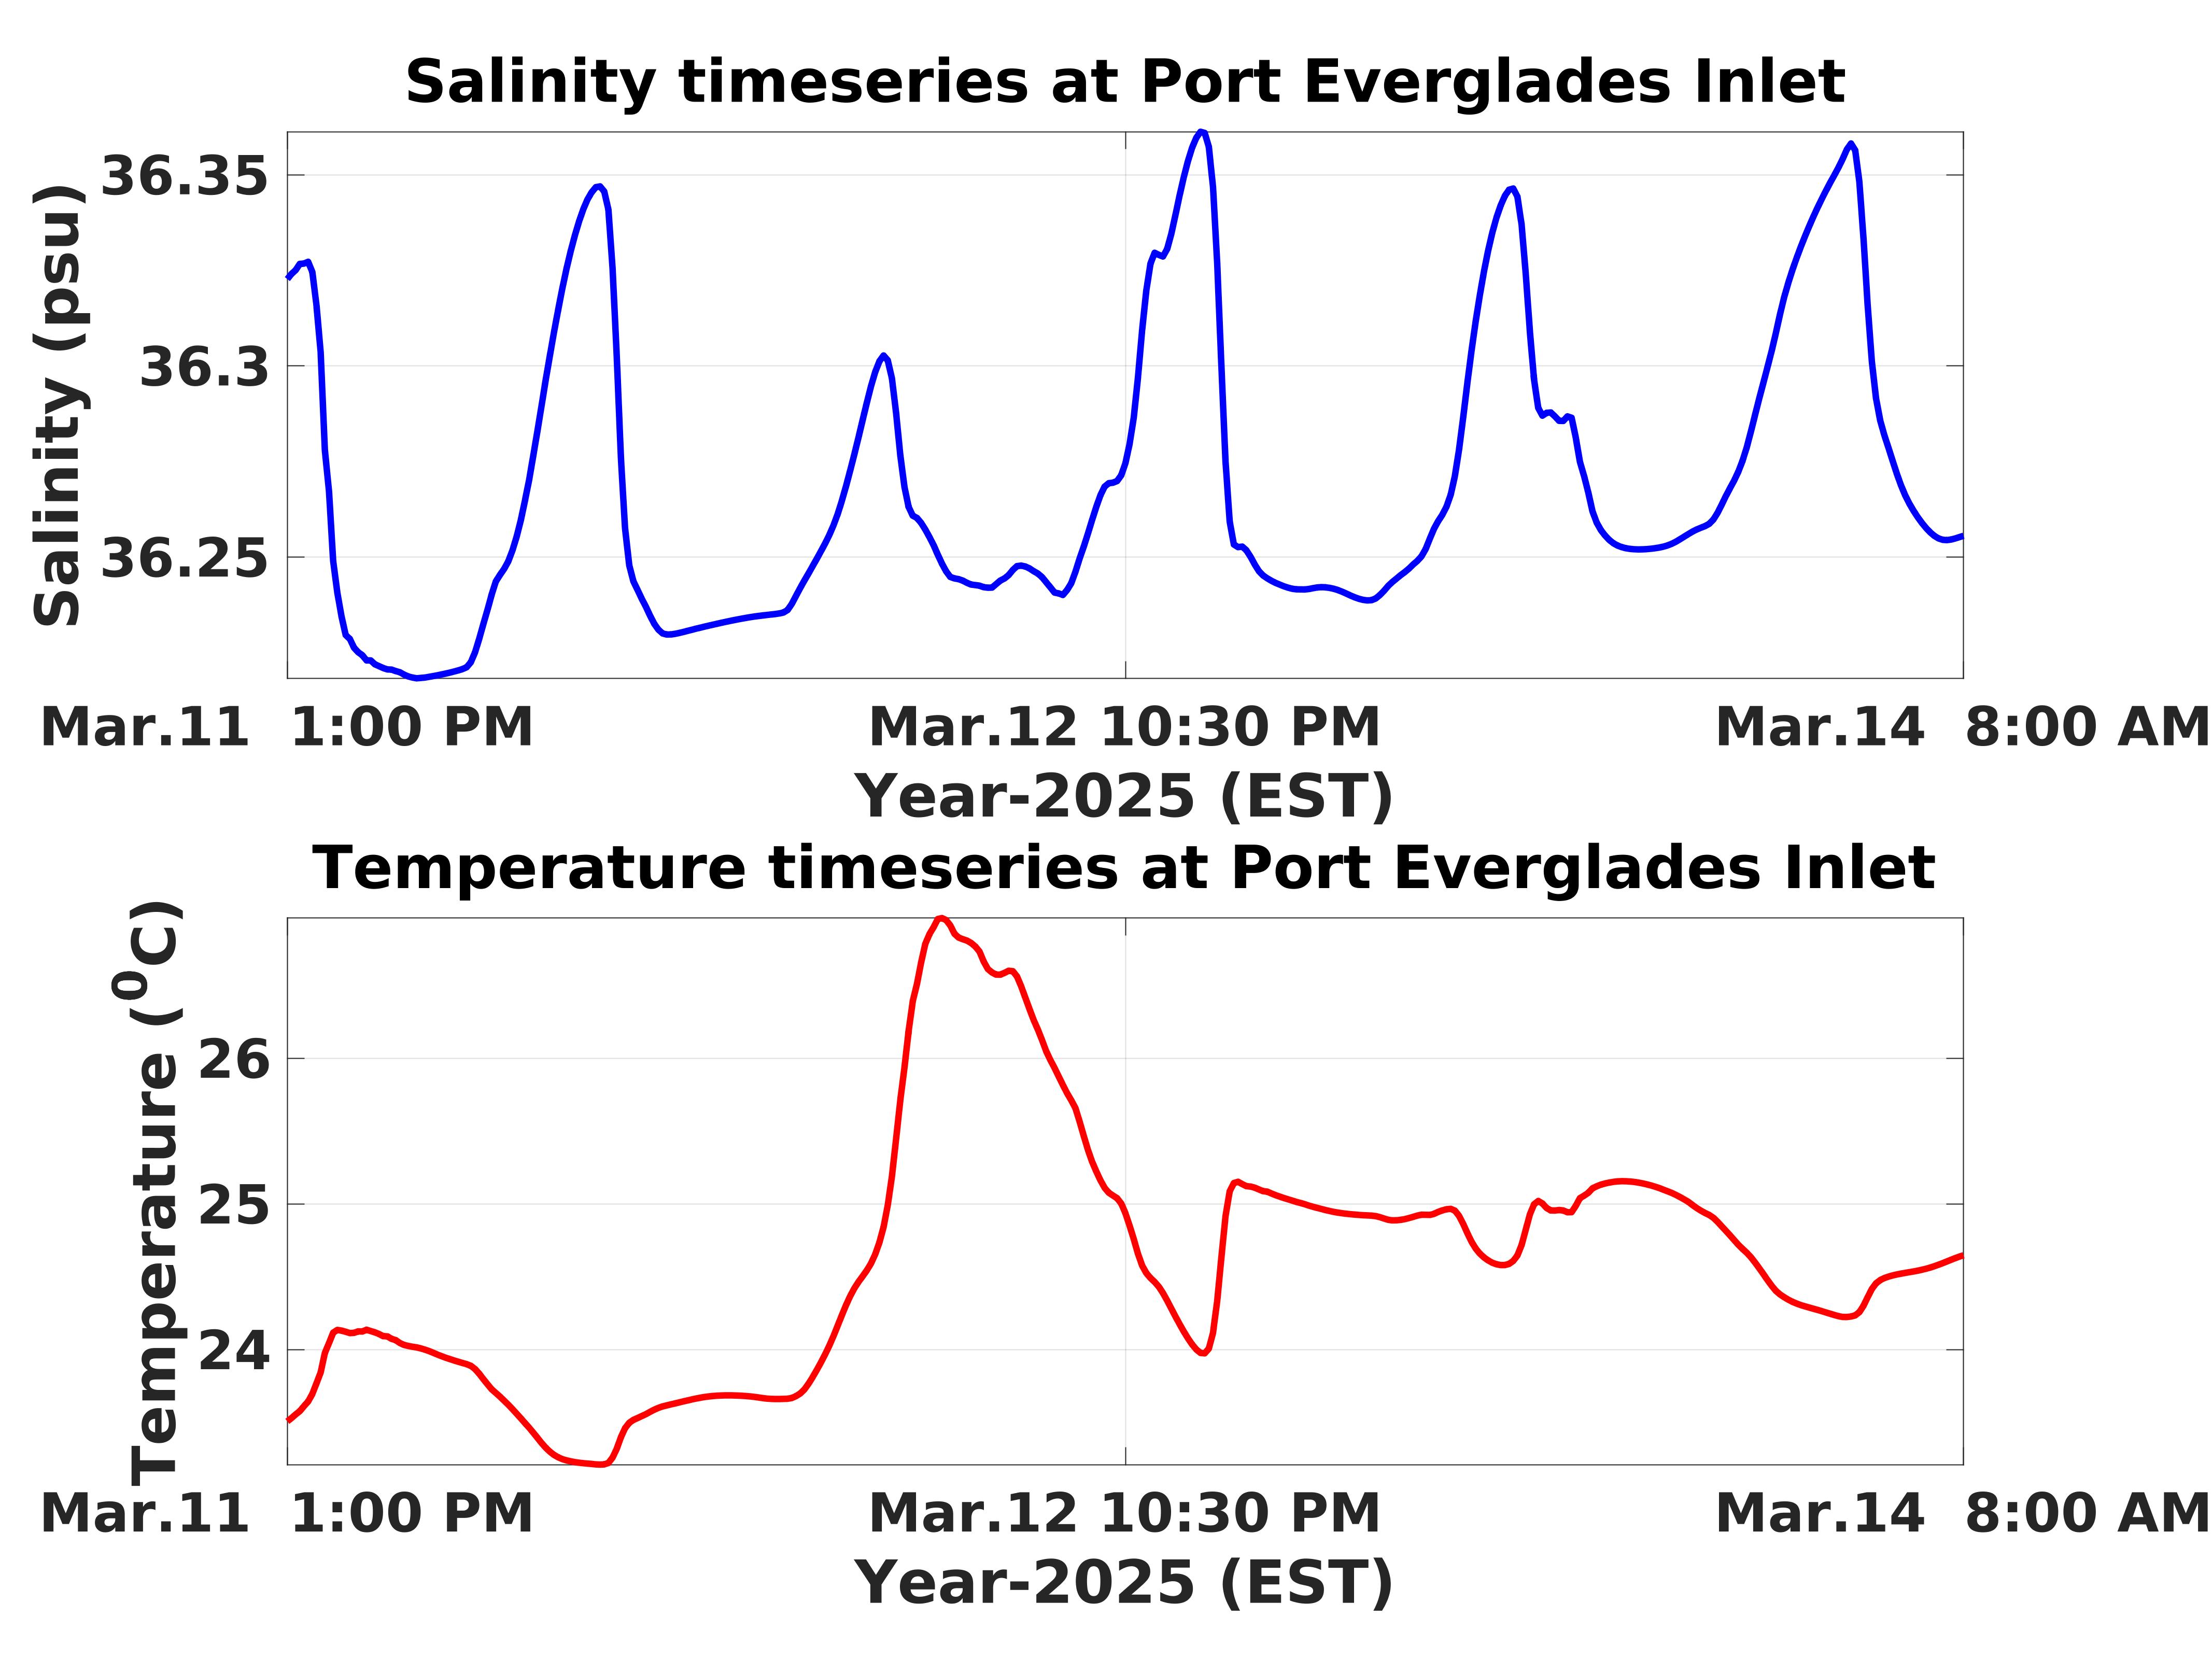 Salinity timeseries at Port Everglades Inlet
Salinity (psu)
36.35
36.3
36.25
Mar.11  1:00 PM
Mar.12 10:30 PM
Mar.14  8:00 AM
Year-2025 (EST)
Temperature timeseries at Port Everglades Inlet
Temperature (⁰C)
26
25
24
Mar.11  1:00 PM
Mar.12 10:30 PM
Mar.14  8:00 AM
Year-2025 (EST)